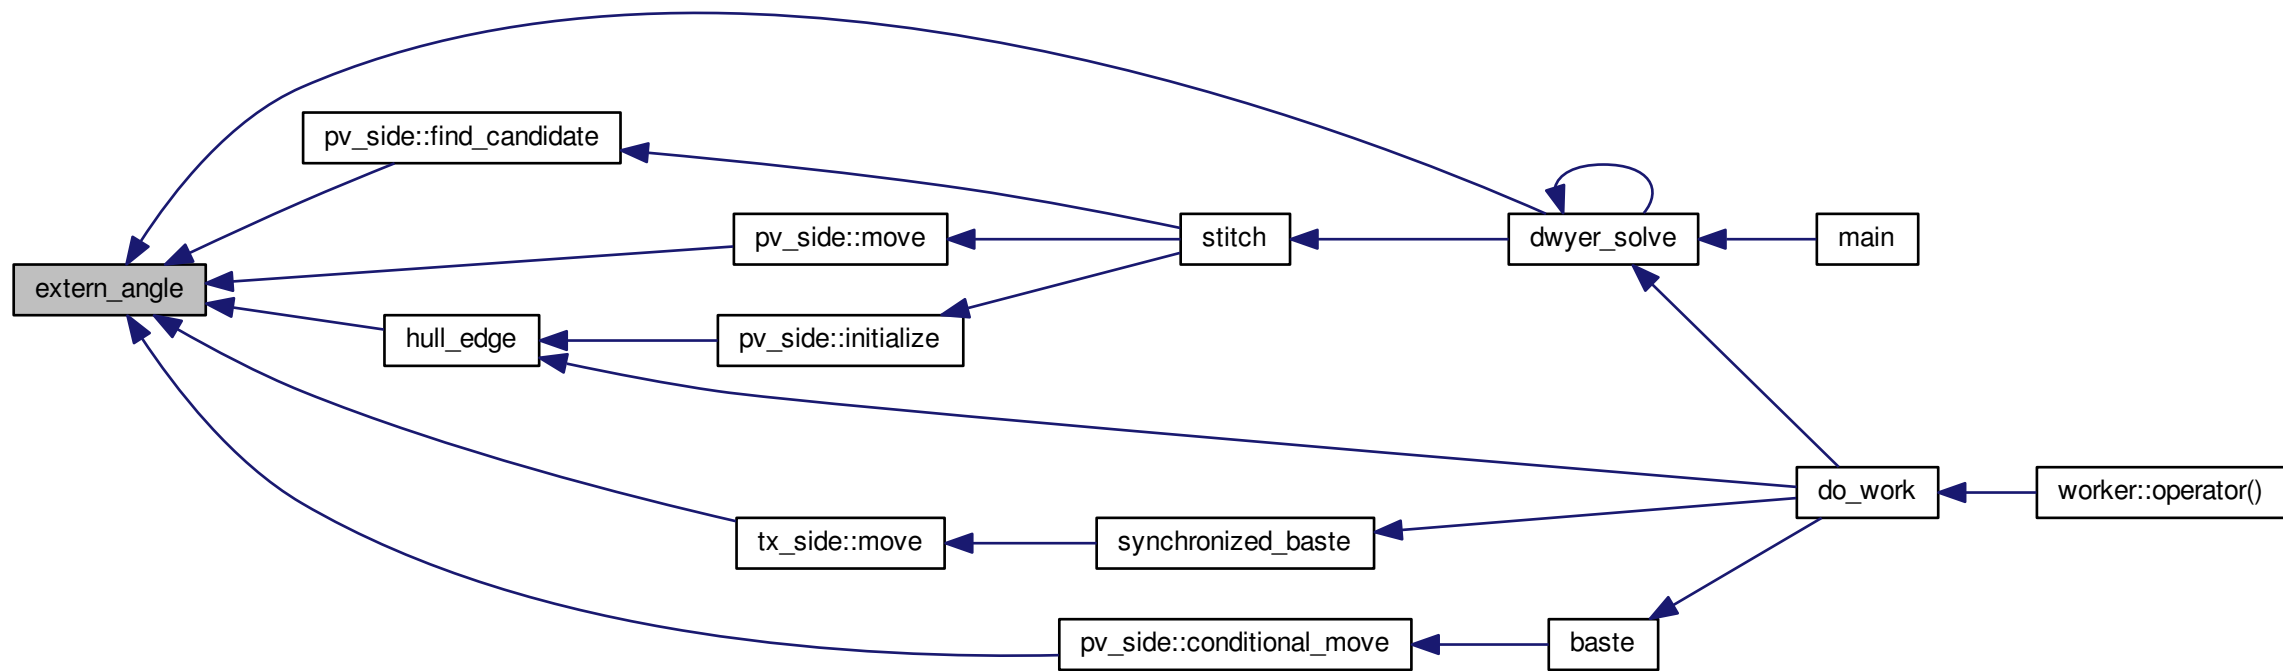 pv_side::find_candidate
pv_side::move
stitch
dwyer_solve
main
extern_angle
hull_edge
pv_side::initialize
do_work
worker::operator()
tx_side::move
synchronized_baste
pv_side::conditional_move
baste